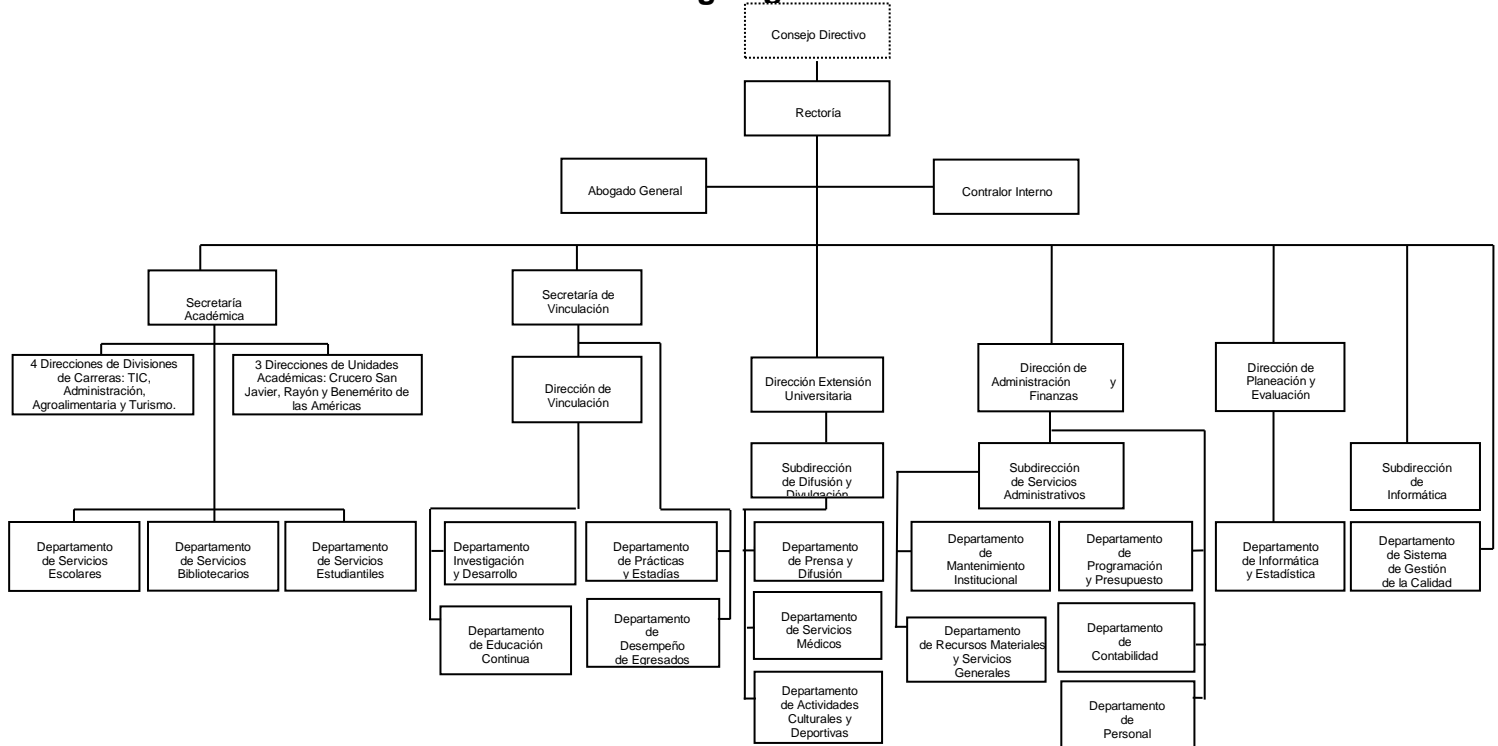 Consejo Directivo
Rectoría
Abogado General
Contralor Interno
Secretaría
Académica
Secretaría de
Vinculación
4 Direcciones de Divisiones
de Carreras: TIC,
Administración,
Agroalimentaria y Turismo.
3 Direcciones de Unidades
Académicas: Crucero San
Javier, Rayón y Benemérito de
las Américas
Dirección de
Vinculación
Dirección Extensión
Universitaria
Dirección de
Administración y
Finanzas
Dirección de
Planeación y
Evaluación
Subdirección
de Difusión y
Divulgación
Subdirección
de Servicios
Administrativos
Subdirección
de
Informática
Departamento
de Servicios
Escolares
Departamento
de Servicios
Bibliotecarios
Departamento
de Servicios
Estudiantiles
Departamento
Investigación
y Desarrollo
Departamento
de Prácticas
y Estadías
Departamento
de Prensa y
Difusión
Departamento
de
Mantenimiento
Institucional
Departamento
de
Programación
y Presupuesto
Departamento
de Informática
y Estadística
Departamento
de Sistema
de Gestión
de la Calidad
Departamento
de Educación
Continua
Departamento
de
Desempeño
de Egresados
Departamento
de Servicios
Médicos
Departamento
de Recursos Materiales
y Servicios
Generales
Departamento
de
Contabilidad
Departamento
de Actividades
Culturales y
Deportivas
Departamento
de
Personal